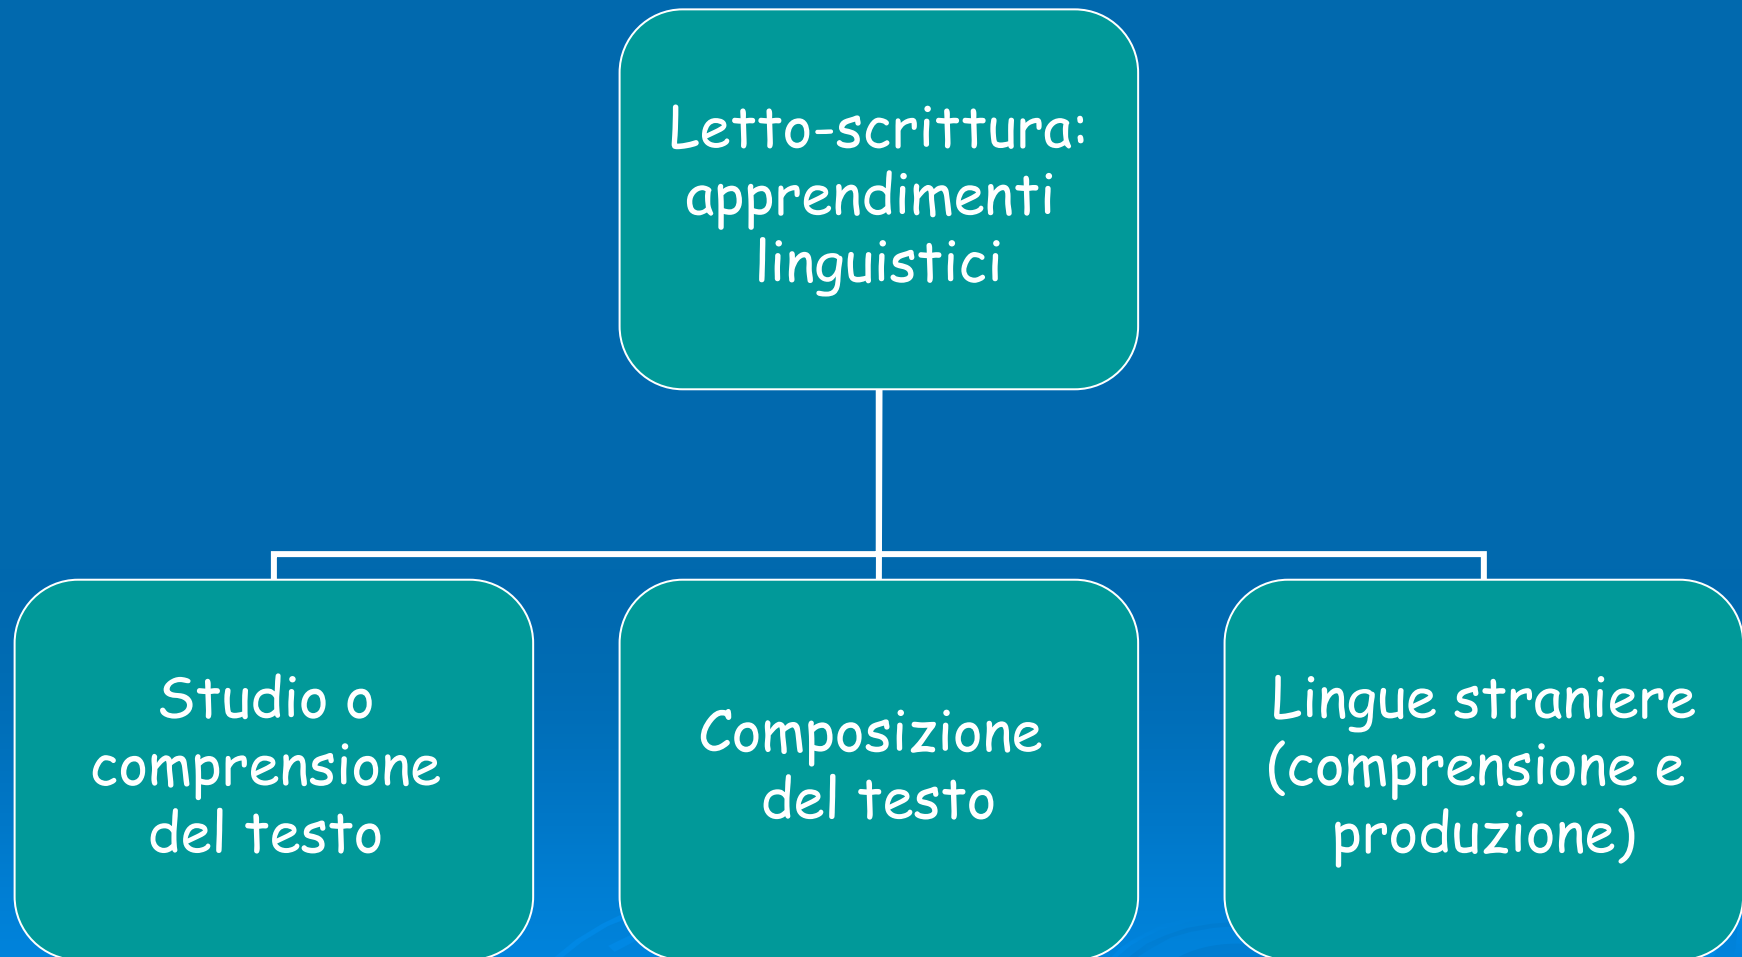 Letto-scrittura:
apprendimenti
linguistici
Studio o
comprensione
del testo
Composizione
del testo
Lingue straniere
(comprensione e
produzione)